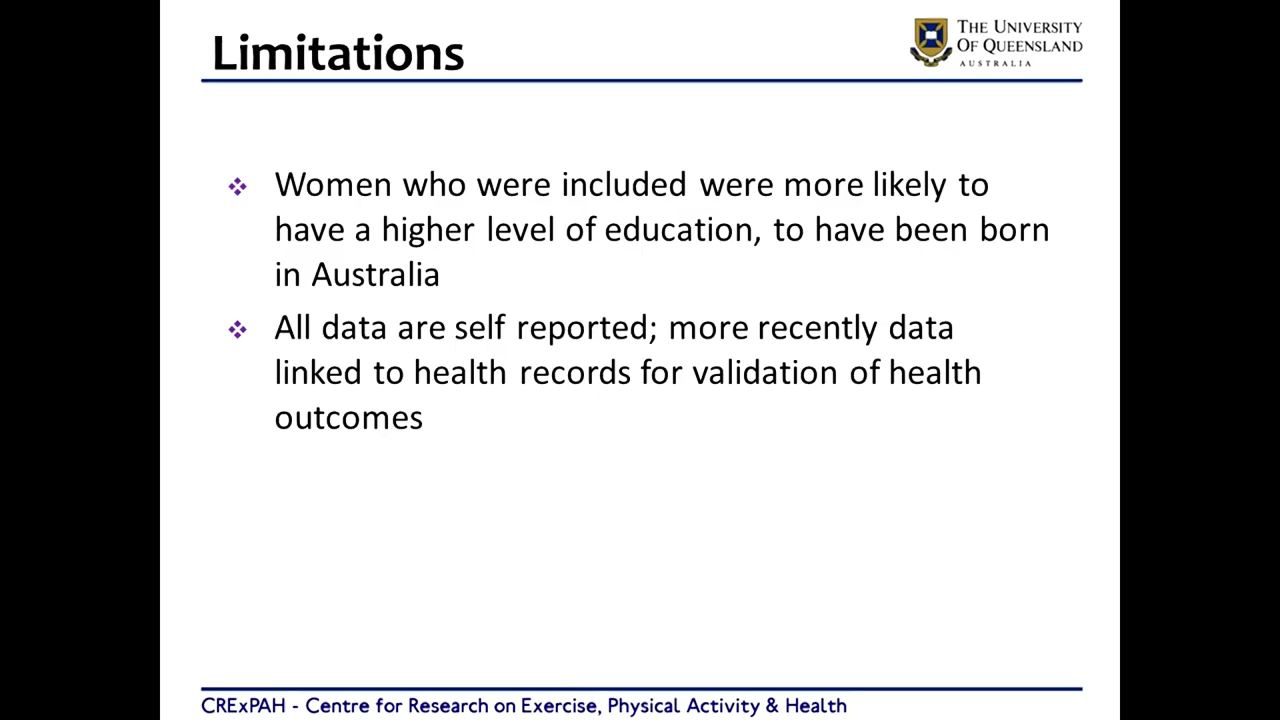 Limitations
THE UNIVERSITY
OF QUEENSLAND
AUSTRALIA
Women who were included were more likely to
have a higher level of education, to have been born
in Australia
All data are self reported; more recently data
linked to health records for validation of health
outcomes
CRExPAH - Centre for Research on Exercise, Physical Activity & Health